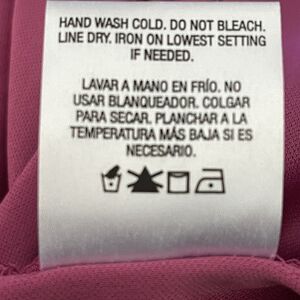 HAND WASH COLD. DO NOT BLEACH.
LINE DRY. IRON ON LOWEST SETTING
IF NEEDED.
LAVAR A MANO EN FRÍO. NO
USAR BLANQUEADOR. COLGAR
PARA SECAR. PLANCHAR A LA
TEMPERATURA MÁS BAJA SI ES
NECESARIO.